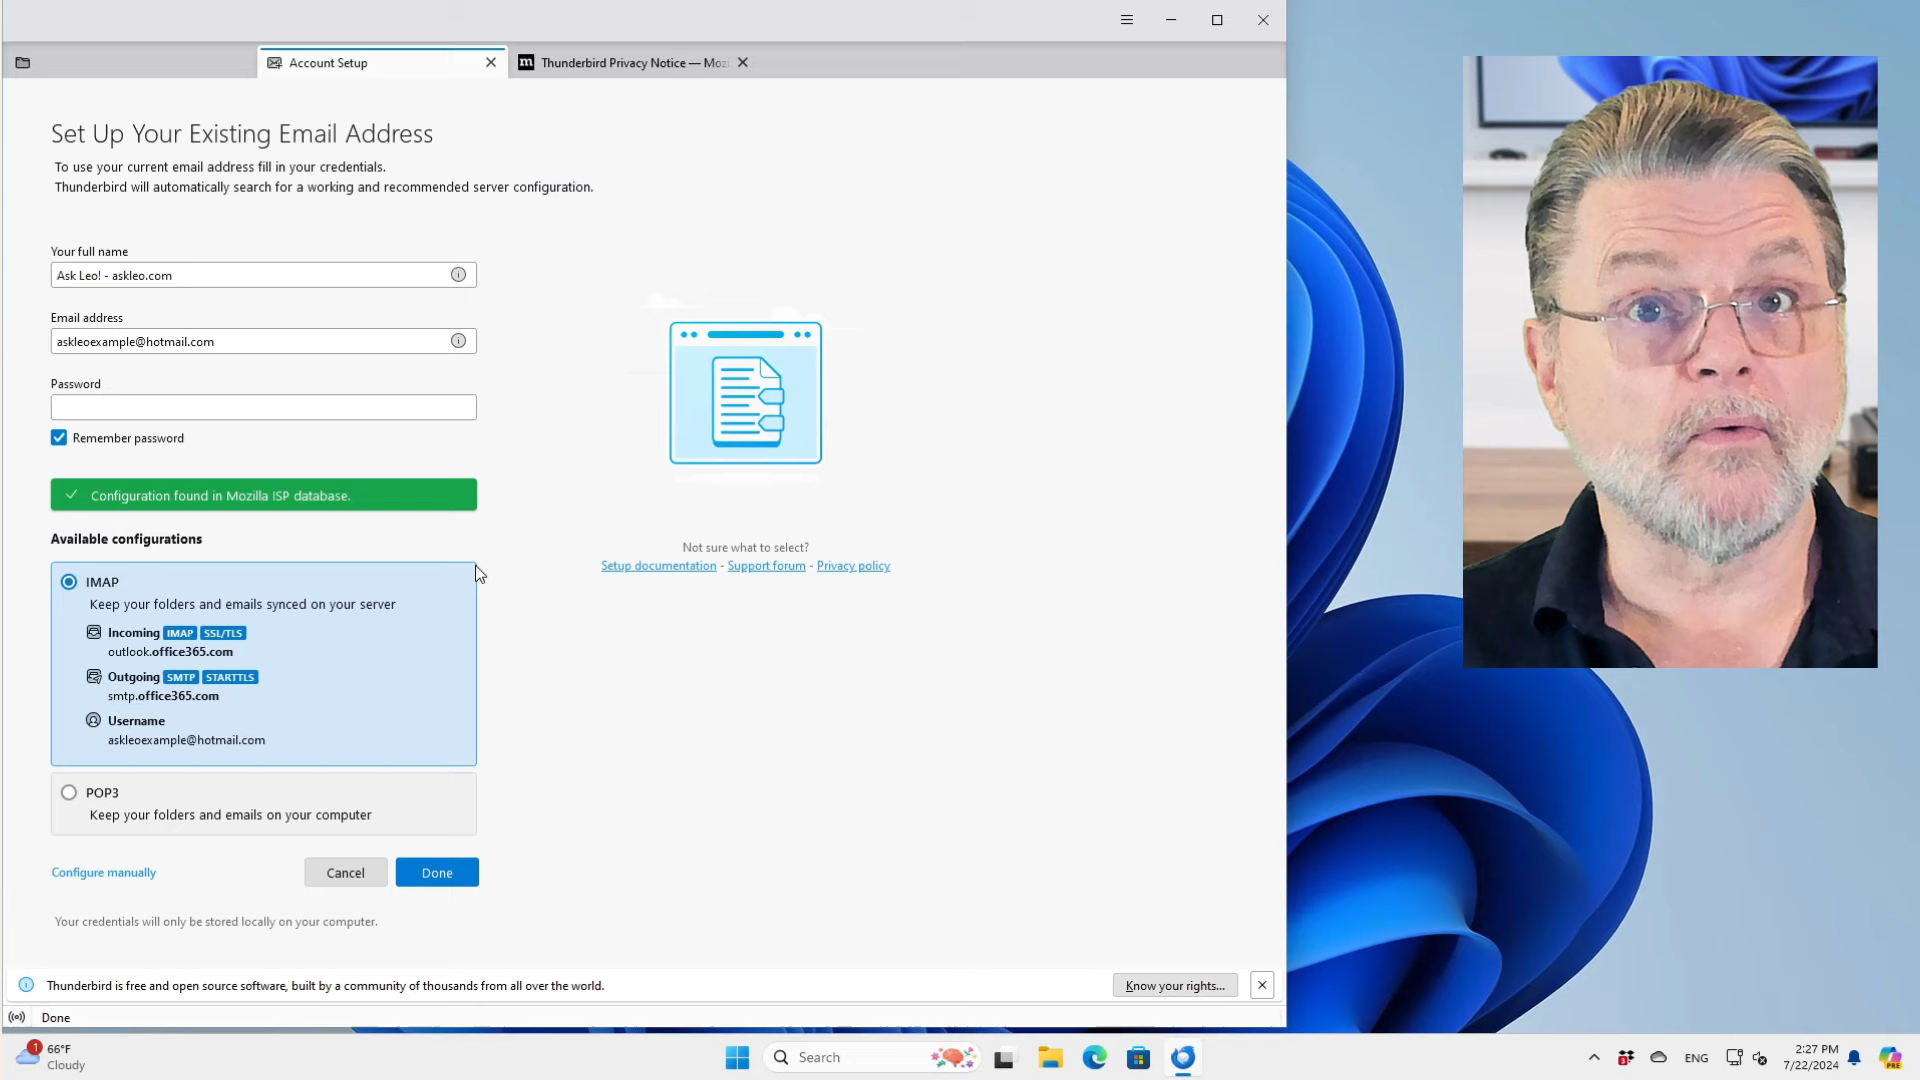 Account Setup
Thunderbird Privacy Notice — Moz
Set Up Your Existing Email Address
To use your current email address fill in your credentials.
Thunderbird will automatically search for a working and recommended server configuration.
Your full name
Ask Leo! - askleo.com
Email address
askleoexample@hotmail.com
Password
Remember password
Configuration found in Mozilla ISP database.
Available configurations
IMAP
Keep your folders and emails synced on your server
Incoming IMAP SSL/TLS
outlook.office365.com
Outgoing SMTP STARTTLS
smtp.office365.com
Username
askleoexample@hotmail.com
POP3
Keep your folders and emails on your computer
Configure manually
Cancel
Done
Your credentials will only be stored locally on your computer.
Not sure what to select?
Setup documentation - Support forum - Privacy policy
Thunderbird is free and open source software, built by a community of thousands from all over the world.
Know your rights...
Done
1
66°F
Cloudy
Search
ENG
2:27 PM
7/22/2024
PRE